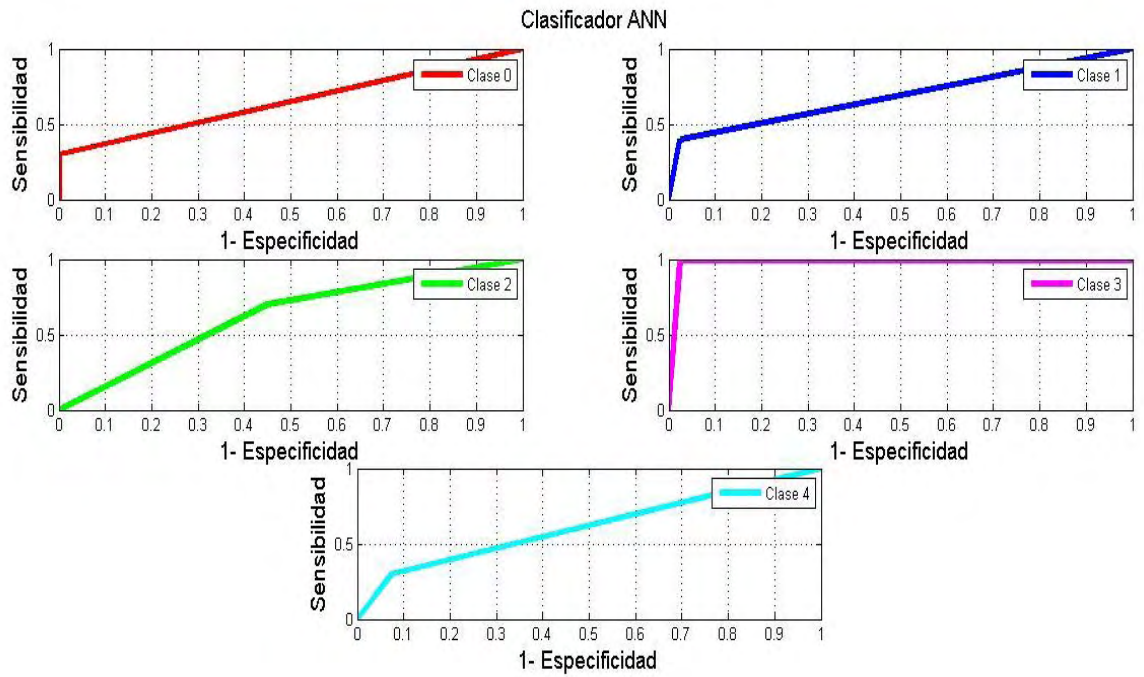 Clasificador ANN
Sensibilidad
1
0.5
0
Clase 0
0 0.1 0.2 0.3 0.4 0.5 0.6 0.7 0.8 0.9 1
1- Especificidad
Sensibilidad
1
0.5
0
Clase 1
0 0.1 0.2 0.3 0.4 0.5 0.6 0.7 0.8 0.9 1
1- Especificidad
Sensibilidad
1
0.5
0
Clase 2
0 0.1 0.2 0.3 0.4 0.5 0.6 0.7 0.8 0.9 1
1- Especificidad
Sensibilidad
1
0.5
0
Clase 3
0 0.1 0.2 0.3 0.4 0.5 0.6 0.7 0.8 0.9 1
1- Especificidad
Sensibilidad
1
0.5
0
Clase 4
0 0.1 0.2 0.3 0.4 0.5 0.6 0.7 0.8 0.9 1
1- Especificidad